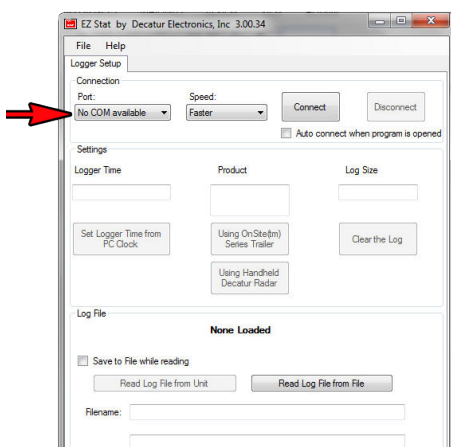 EZ Stat by Decatur Electronics, Inc 3.00.34
File Help
Logger Setup
Connection
Port: Speed:
No COM available Faster Connect Disconnect
Auto connect when program is opened
Settings
Logger Time Product Log Size
Set Logger Time from PC Clock
Using OnSite(tm) Series Trailer
Clear the Log
Using Handheld Decatur Radar
Log File
None Loaded
Save to File while reading
Read Log File from Unit Read Log File from File
Filename: